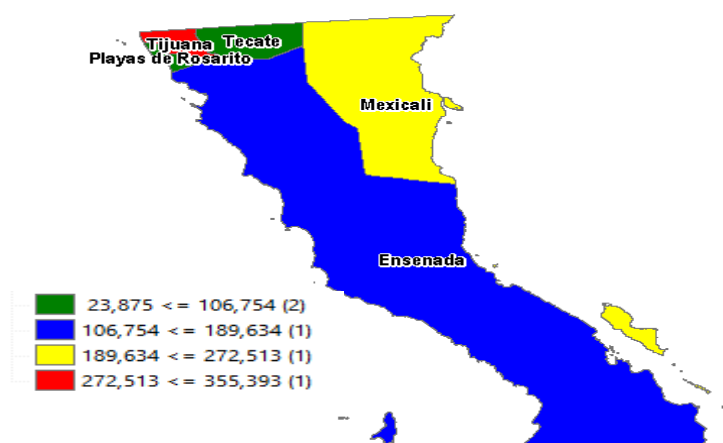 Tijuana
Tecate
Playas de Rosarito
Mexicali
Ensenada
23,875 <= 106,754 (2)
106,754 <= 189,634 (1)
189,634 <= 272,513 (1)
272,513 <= 355,393 (1)